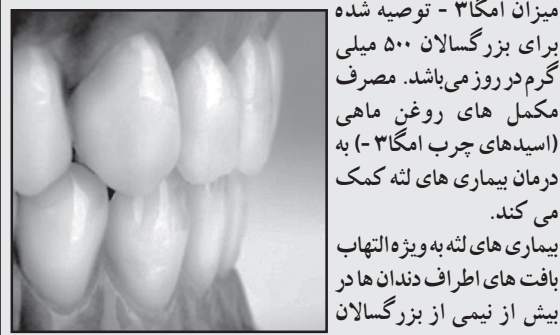 میزان امگا۳ - توصیه شده
برای بزرگسالان ۵۰۰ میلی
گرم در روز می‌باشد. مصرف
مکمل های روغن ماهی
(اسیدهای چرب امگا۳ -) به
درمان بیماری های لثه کمک
می کند.
بیماری های لثه به ویژه التهاب
بافت های اطراف دندان ها در
بیش از نیمی از بزرگسالان